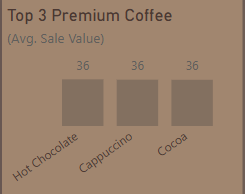 Top 3 Premium Coffee
(Avg. Sale Value)
36 36 36
Hot Chocolate Cappuccino Cocoa